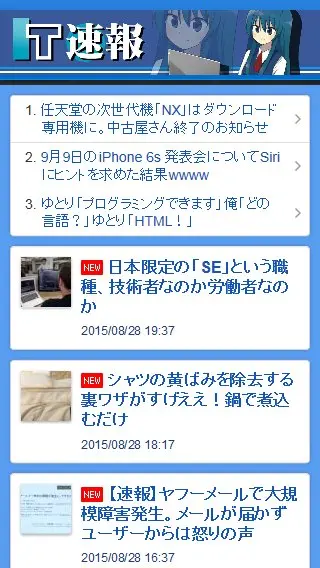 IT速報
1. 任天堂の次世代機「NX」はダウンロード
専用機に。中古屋さん終了のお知らせ
2. 9月9日のiPhone 6s 発表会についてSiri
にヒントを求めた結果wwww
3. ゆとり「プログラミングできます」俺「どの
言語？」ゆとり「HTML！」
NEW 日本限定の「SE」という職
種、技術者なのか労働者なの
か
2015/08/28 19:37
NEW シャツの黄ばみを除去する
裏ワザがすげええ！鍋で煮込
むだけ
2015/08/28 18:17
NEW 【速報】ヤフーメールで大規
模障害発生。メールが届かず
ユーザーからは怒りの声
2015/08/28 16:37